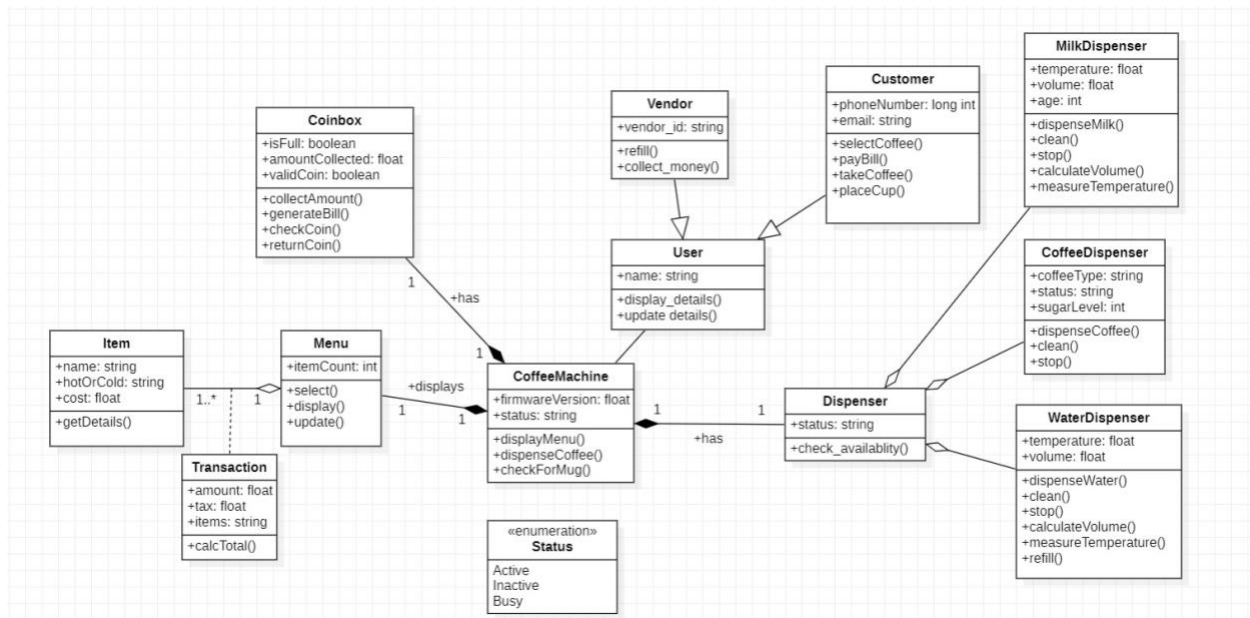 MilkDispenser
+temperature: float
+volume: float
+age: int
+dispenseMilk()
+clean()
+stop()
+calculateVolume()
+measureTemperature()
Customer
+phoneNumber: long int
+email: string
+selectCoffee()
+payBill()
+takeCoffee()
+placeCup()
Vendor
+vendor_id: string
+refill()
+collect_money()
Coinbox
+isFull: boolean
+amountCollected: float
+validCoin: boolean
+collectAmount()
+generateBill()
+checkCoin()
+returnCoin()
User
+name: string
+display_details()
+update details()
CoffeeDispenser
+coffeeType: string
+status: string
+sugarLevel: int
+dispenseCoffee()
+clean()
+stop()
1
+has
1
Item
+name: string
+hotOrCold: string
+cost: float
+getDetails()
1..*
1
Menu
+itemCount: int
+select()
+display()
+update()
+displays
1
1
CoffeeMachine
+firmwareVersion: float
+status: string
+displayMenu()
+dispenseCoffee()
+checkForMug()
1
1
+has
Dispenser
+status: string
+check_availablity()
WaterDispenser
+temperature: float
+volume: float
+dispenseWater()
+clean()
+stop()
+calculateVolume()
+measureTemperature()
+refill()
Transaction
+amount: float
+tax: float
+items: string
+calcTotal()
«enumeration»
Status
Active
Inactive
Busy